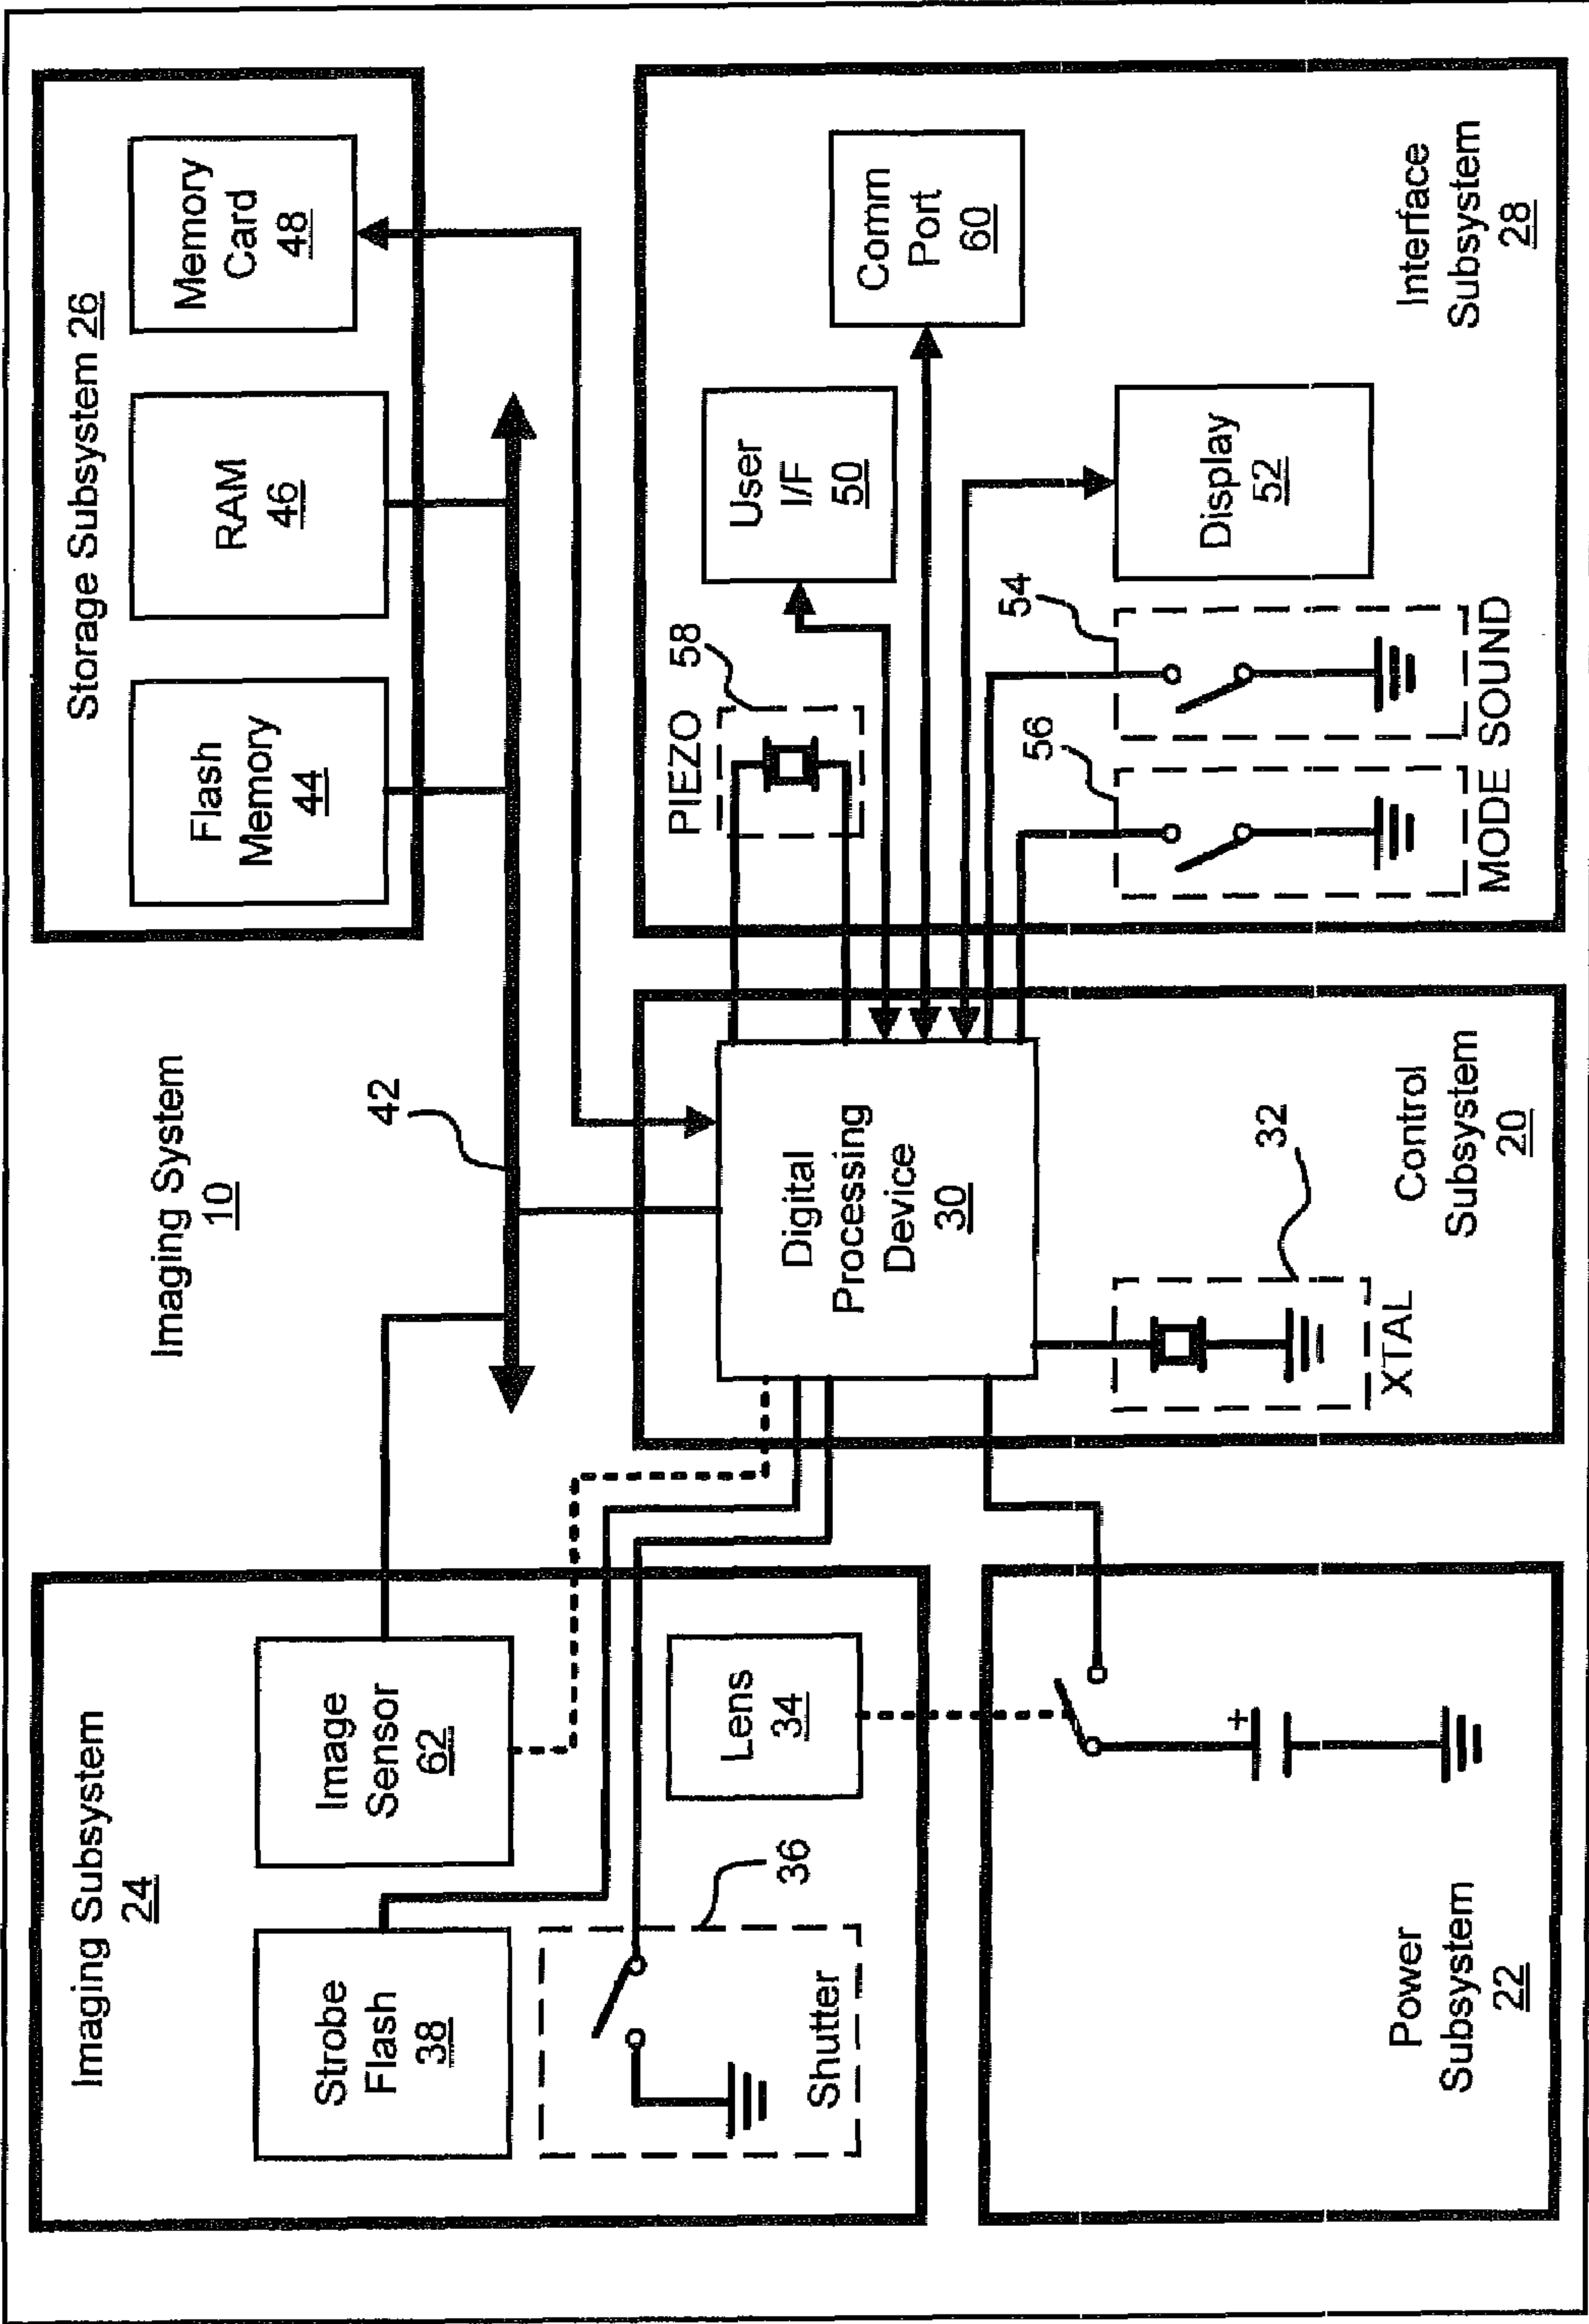 Imaging System
10
Imaging Subsystem
24
Strobe
Flash
38
Image
Sensor
62
36
Shutter
Lens
34
Power
Subsystem
22
+
42
Digital
Processing
Device
30
32
XTAL
Control
Subsystem
20
Storage Subsystem 26
Flash
Memory
44
RAM
46
Memory
Card
48
PIEZO
58
User
I/F
50
Comm
Port
60
56
54
Display
52
MODE
SOUND
Interface
Subsystem
28